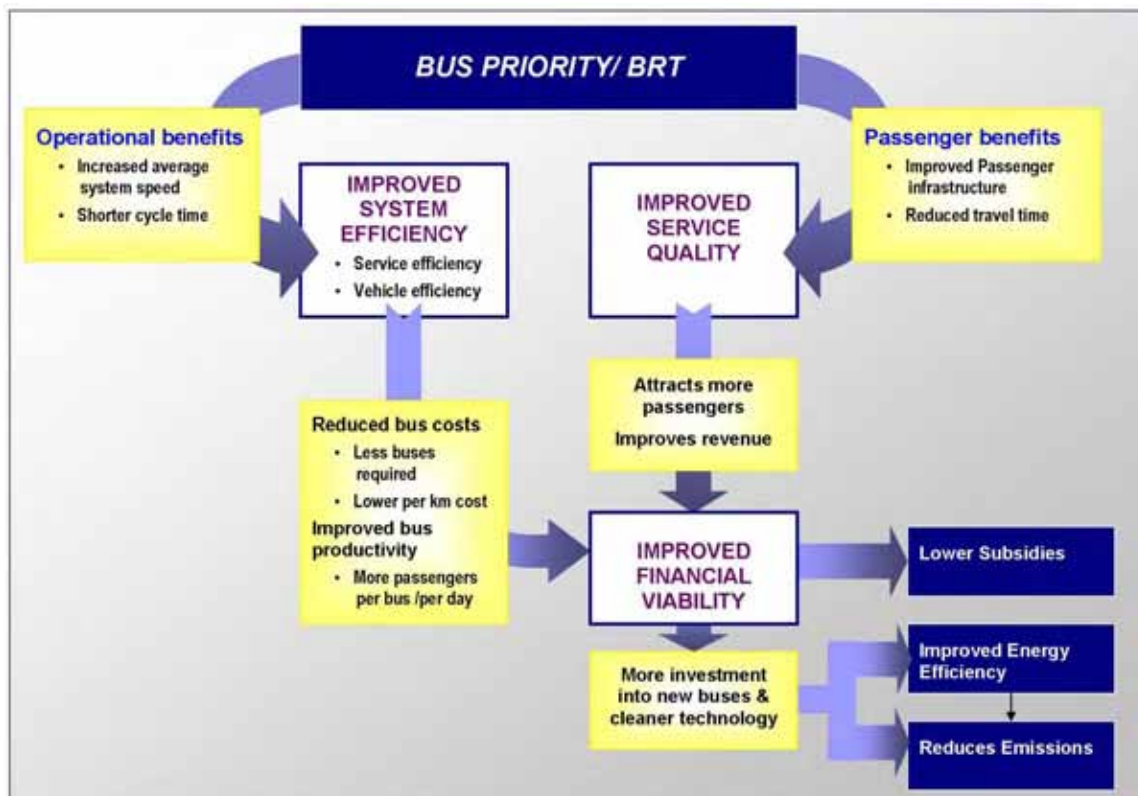 BUS PRIORITY/ BRT
Operational benefits
• Increased average
system speed
• Shorter cycle time
IMPROVED
SYSTEM
EFFICIENCY
• Service efficiency
• Vehicle efficiency
IMPROVED
SERVICE
QUALITY
Passenger benefits
• Improved Passenger
infrastructure
• Reduced travel time
Reduced bus costs
• Less buses
required
• Lower per km cost
Improved bus
productivity
• More passengers
per bus /per day
Attracts more
passengers
Improves revenue
IMPROVED
FINANCIAL
VIABILITY
More investment
into new buses &
cleaner technology
Lower Subsidies
Improved Energy
Efficiency
Reduces Emissions